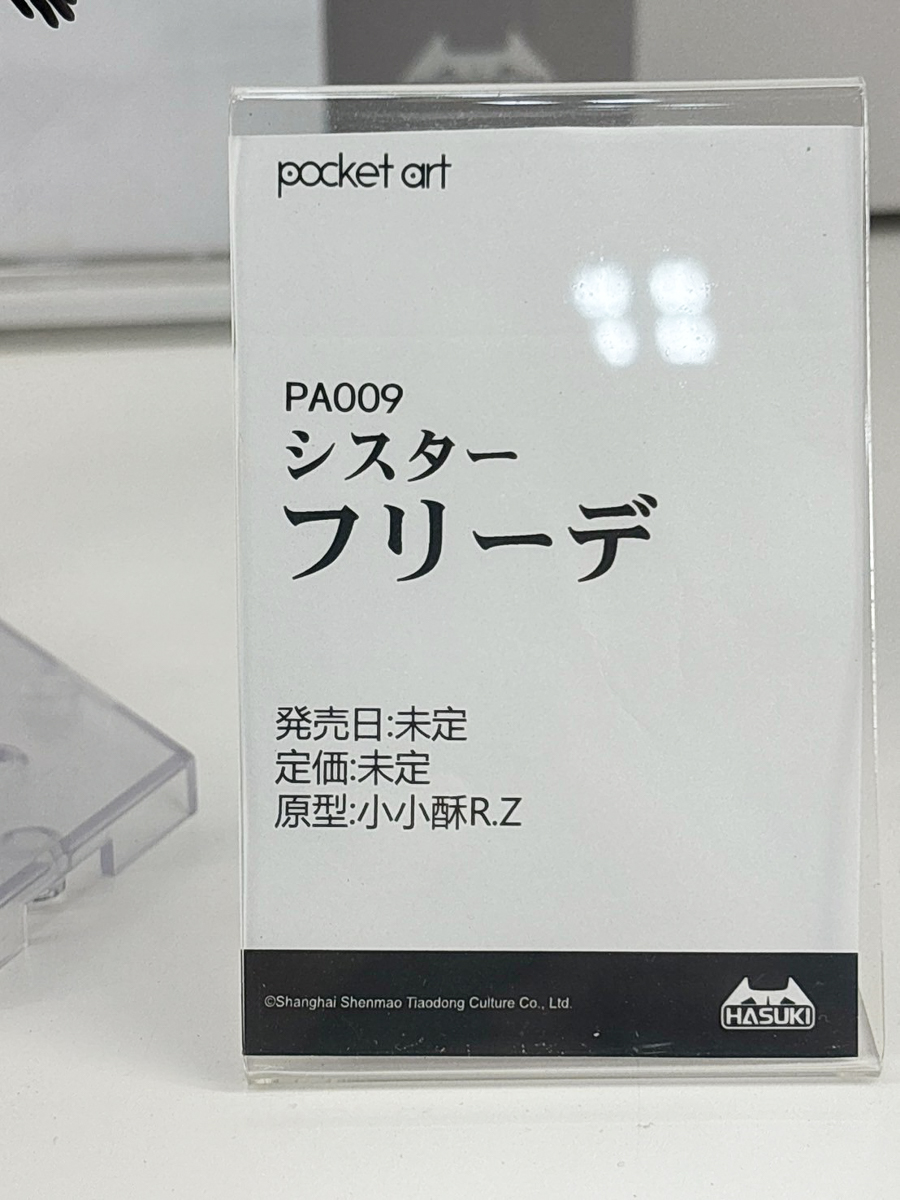 pocket art
PA009
シスター
フリーデ
発売日:未定
定価:未定
原型:小小酥R.Z
©Shanghai Shenmao Tiaodong Culture Co., Ltd.
HASUKI